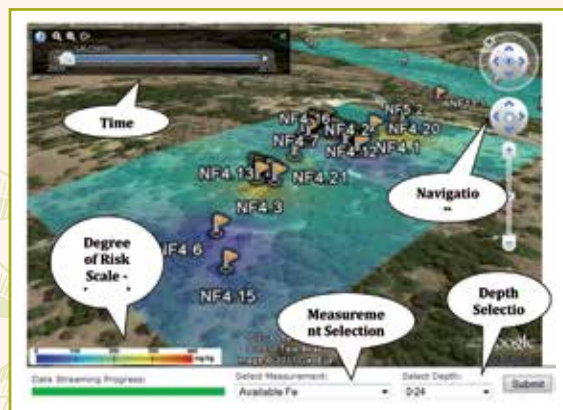 Time
NF5 2
NF4 16
NF4 20
NF4 2
NF4 7
NF4 12
NF4 1
NF4 13
NF4 21
NF4 3
Navigatio
Degree
of Risk
Scale -
NF4 6
NF4 15
Measureme
nt Selection
Depth
Selectio
Google
mg/kg
Data Streaming Progress:
Select Measurement:
Available Fe
Select Depth:
0-24
Submit